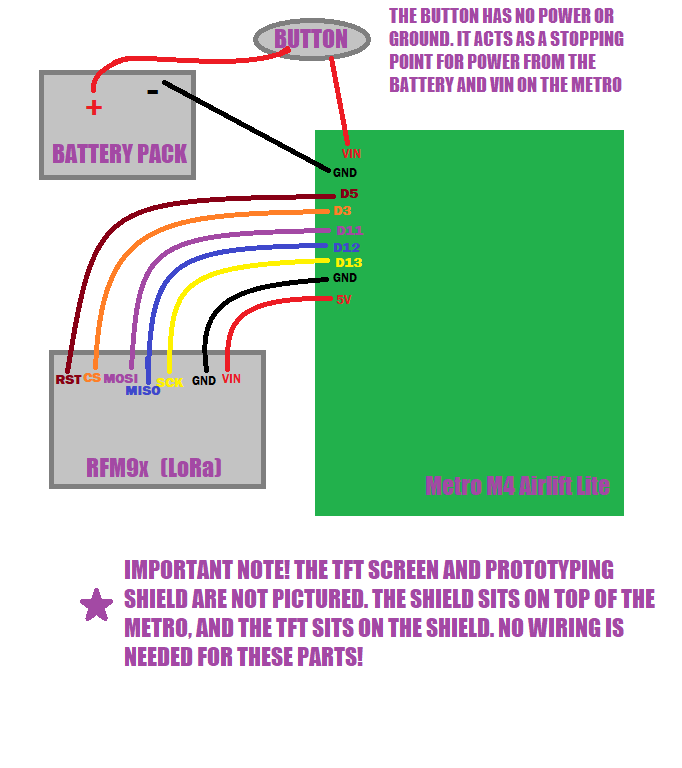 THE BUTTON HAS NO POWER OR
GROUND. IT ACTS AS A STOPPING
POINT FOR POWER FROM THE
BATTERY AND VIN ON THE METRO
BUTTON
+
-
BATTERY PACK
VIN
GND
D5
D3
D11
D12
D13
GND
5V
RST CS MOSI MISO SCK GND VIN
RFM9x (LoRa)
Metro M4 Airlift Lite
IMPORTANT NOTE! THE TFT SCREEN AND PROTOTYPING
SHIELD ARE NOT PICTURED. THE SHIELD SITS ON TOP OF THE
METRO, AND THE TFT SITS ON THE SHIELD. NO WIRING IS
NEEDED FOR THESE PARTS!